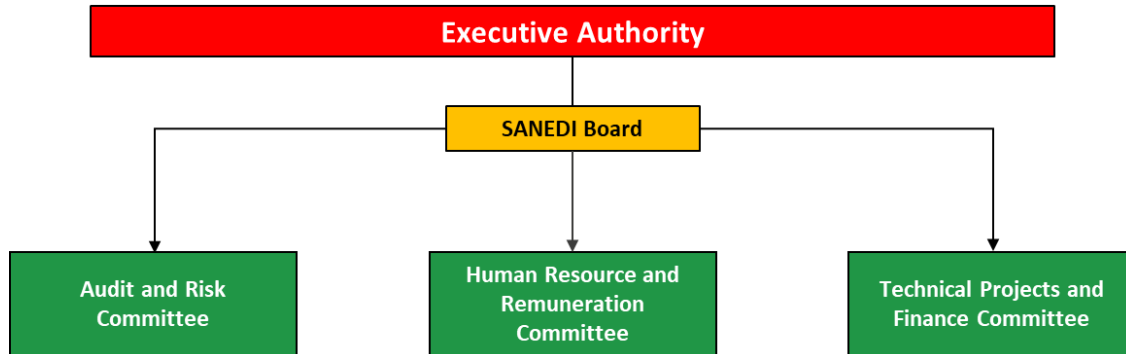 Executive Authority
SANEDI Board
Audit and Risk
Committee
Human Resource and
Remuneration
Committee
Technical Projects and
Finance Committee